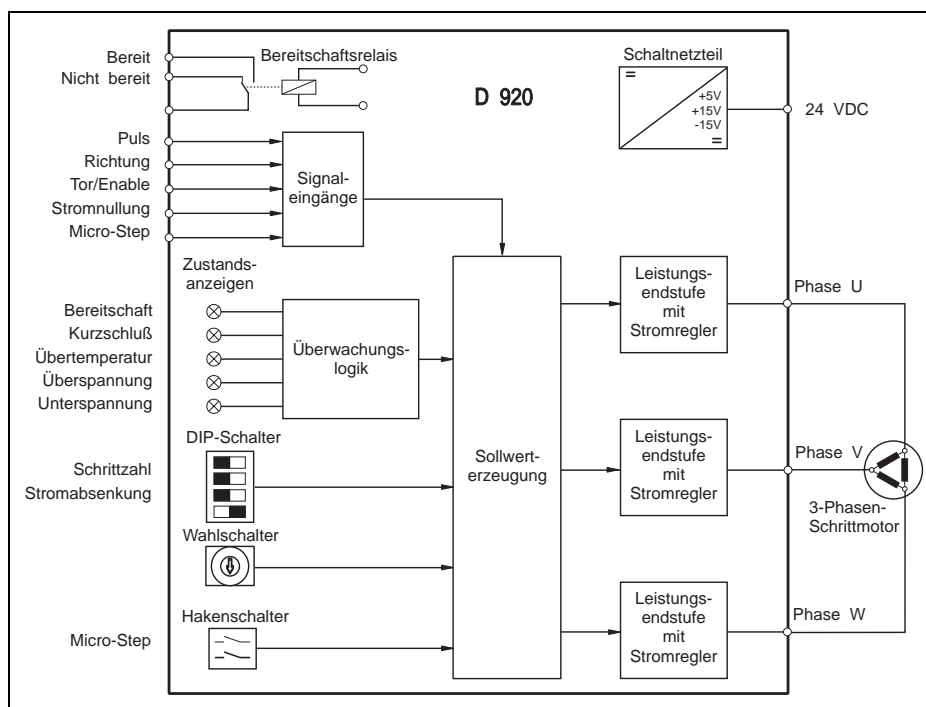 Bereit
Nicht bereit
Bereitschaftsrelais
D 920
Schaltnetzteil
=
+5V
+15V
-15V
=
24 VDC
Puls
Richtung
Tor/Enable
Stromnullung
Micro-Step
Signal-
eingänge
Zustands-
anzeigen
Bereitschaft
Kurzschluß
Übertemperatur
Überspannung
Unterspannung
Überwachungs-
logik
DIP-Schalter
Schrittzahl
Stromabsenkung
Wahlschalter
Hakenschalter
Micro-Step
Sollwert-
erzeugung
Leistungs-
endstufe
mit
Stromregler
Phase U
Leistungs-
endstufe
mit
Stromregler
Phase V
3-Phasen-
Schrittmotor
Leistungs-
endstufe
mit
Stromregler
Phase W